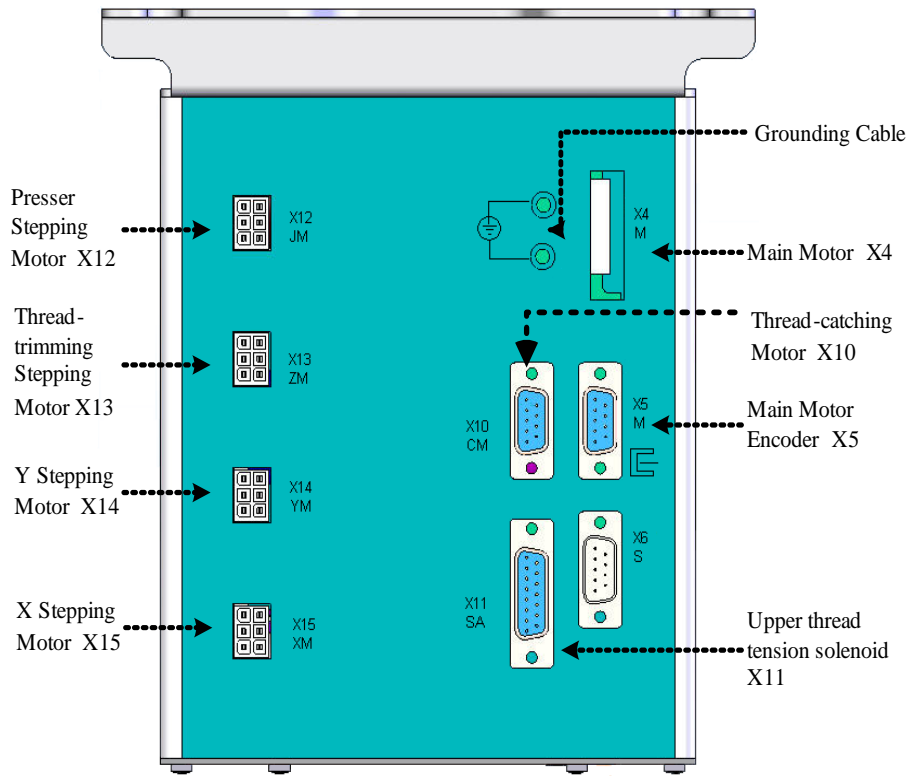 Presser
Stepping
Motor X12
Thread-
trimming
Stepping
Motor X13
Y Stepping
Motor X14
X Stepping
Motor X15
X12
JM
X13
ZM
X14
YM
X15
XM
X4
M
X10
CM
X5
M
X11
SA
X6
S
Grounding Cable
Main Motor X4
Thread-catching
Motor X10
Main Motor
Encoder X5
Upper thread
tension solenoid
X11